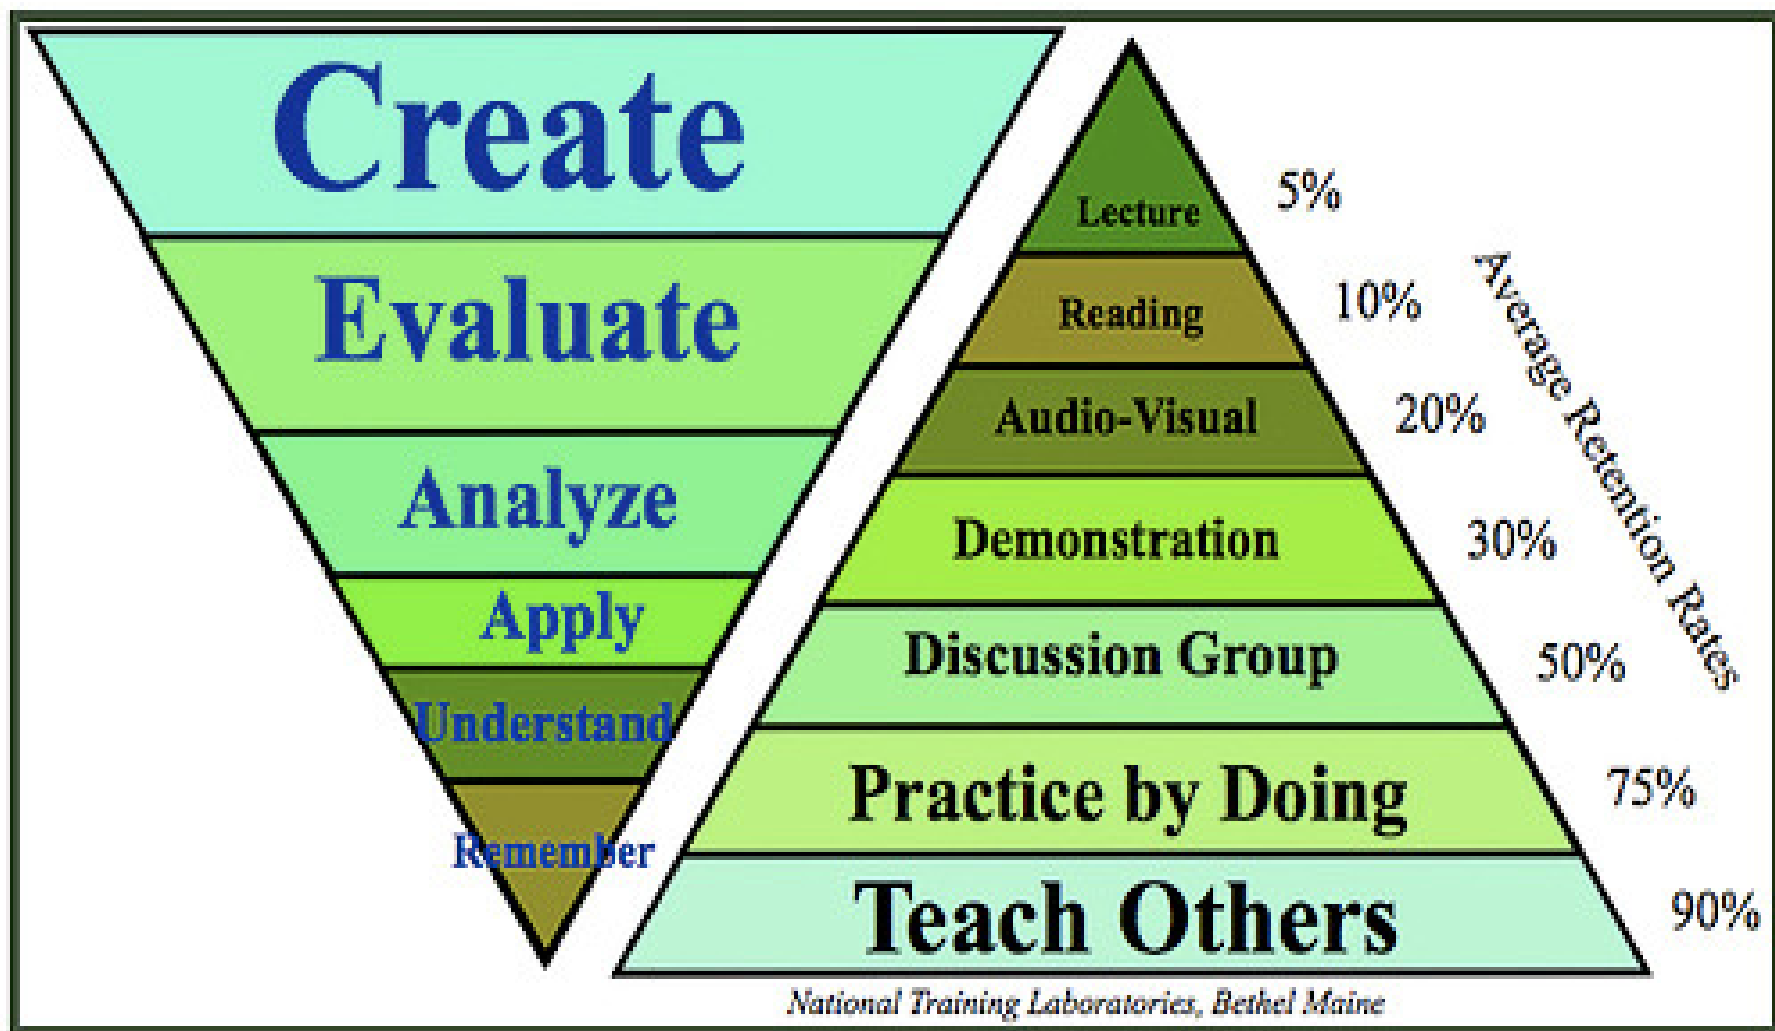 Create
Evaluate
Analyze
Apply
Understand
Remember
Lecture
5%
Reading
10%
Audio-Visual
20%
Demonstration
30%
Discussion Group
50%
Practice by Doing
75%
Teach Others
90%
Average Retention Rates
National Training Laboratories, Bethel Maine